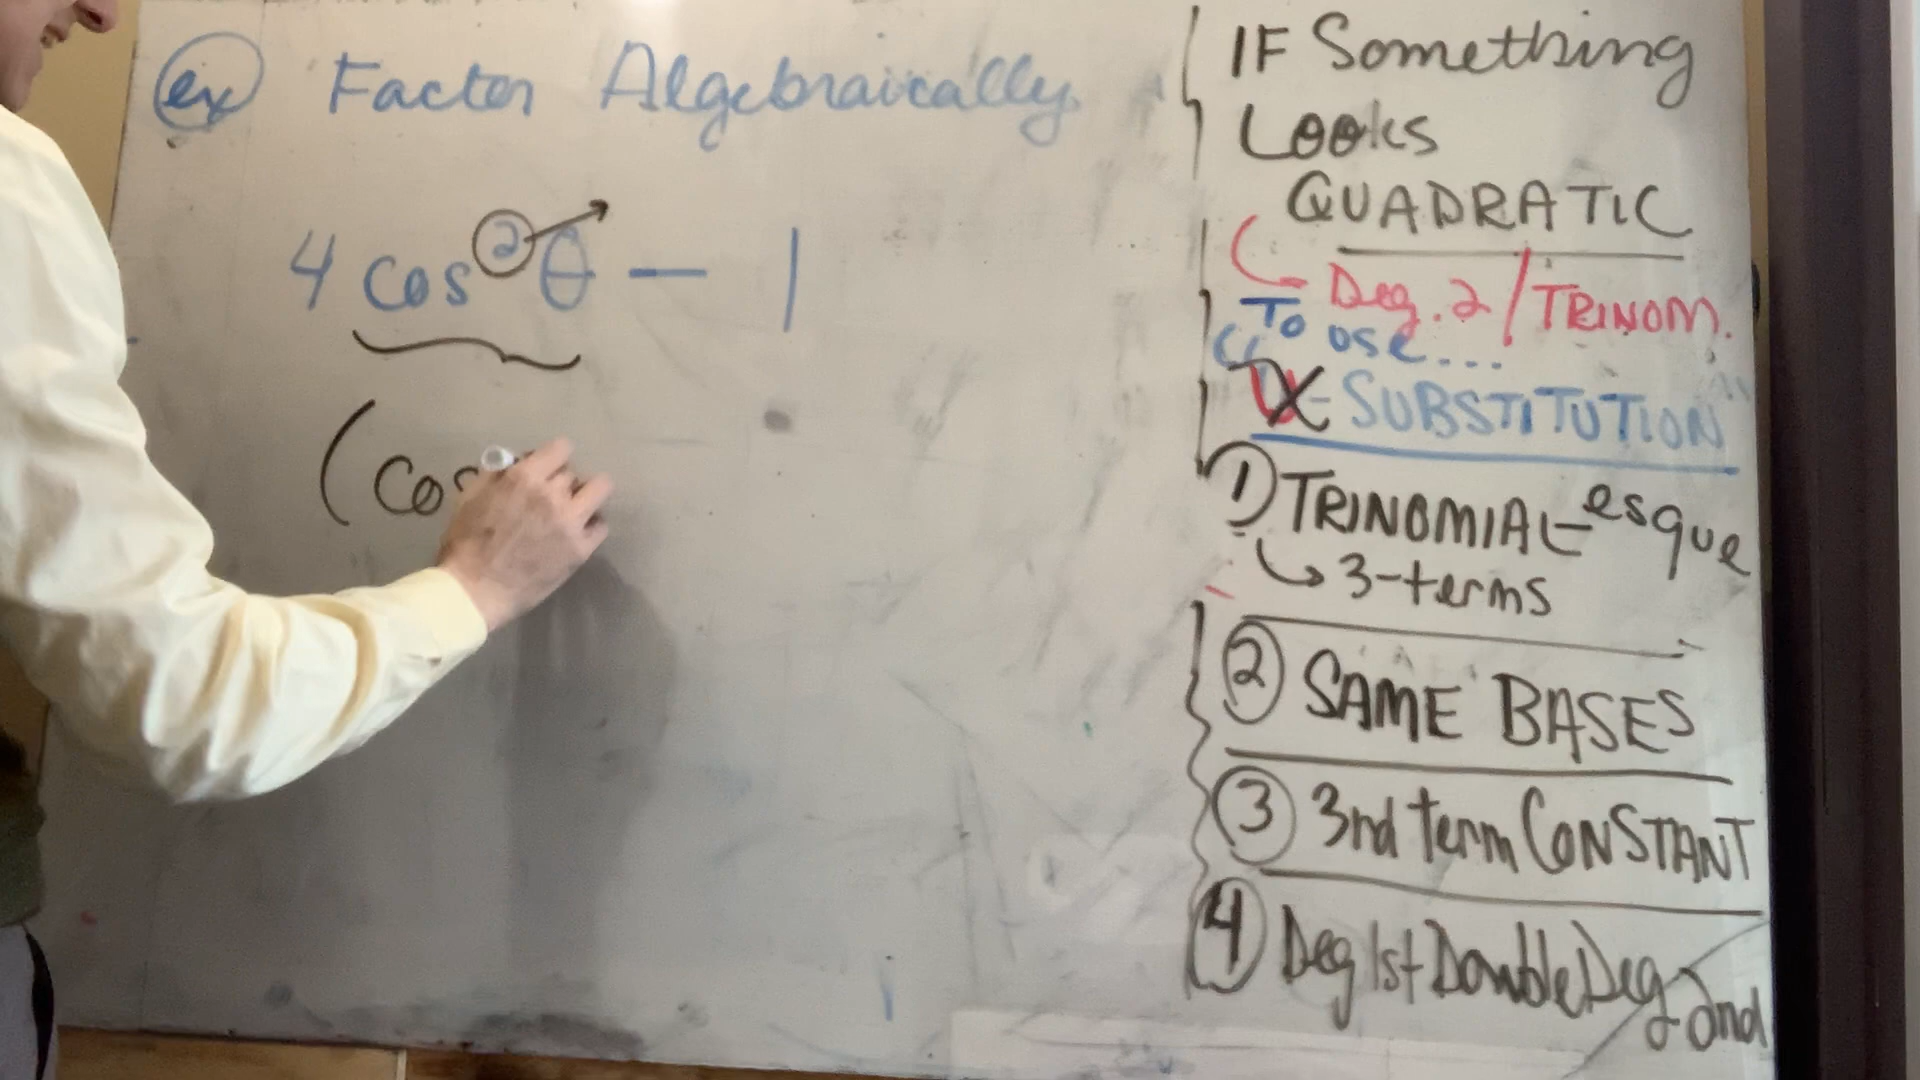 ex Factor Algebraically
4 cos²θ − 1
(cos
IF Something
Looks
QUADRATIC
Deg. 2 / TRINOM.
To use...
X-SUBSTITUTION
1) TRINOMIAL-esque
↳ 3-terms
2 SAME BASES
3 3nd term CONSTANT
4 Deg 1st Double Deg 2nd